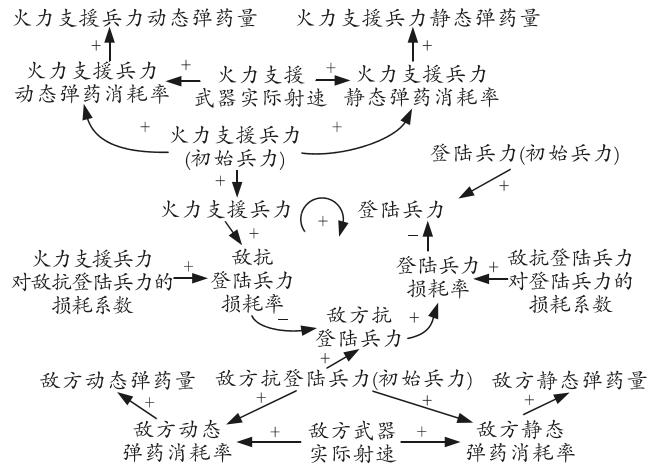 火力支援兵力动态弹药量
火力支援兵力静态弹药量
+
+
火力支援兵力
动态弹药消耗率
+
火力支援
武器实际射速
+
火力支援兵力
静态弹药消耗率
+
火力支援兵力
(初始兵力)
+
登陆兵力(初始兵力)
+
+
火力支援兵力
+
登陆兵力
+
−
火力支援兵力
对敌抗登陆兵力的
损耗系数
+
敌抗
登陆兵力
损耗率
登陆兵力
损耗率
+
敌抗登陆兵力
对登陆兵力的
损耗系数
−
敌方抗
登陆兵力
+
+
敌方动态弹药量
敌方抗登陆兵力(初始兵力)
敌方静态弹药量
+
+
+
+
敌方动态
弹药消耗率
+
敌方武器
实际射速
+
敌方静态
弹药消耗率